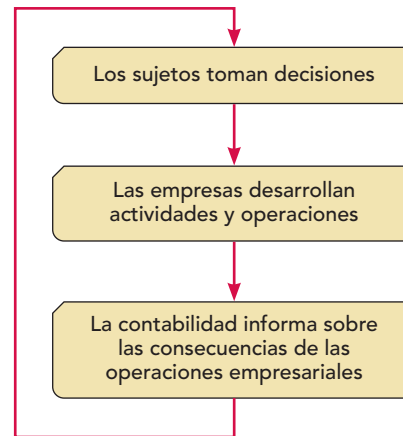 Los sujetos toman decisiones
Las empresas desarrollan
actividades y operaciones
La contabilidad informa sobre
las consecuencias de las
operaciones empresariales